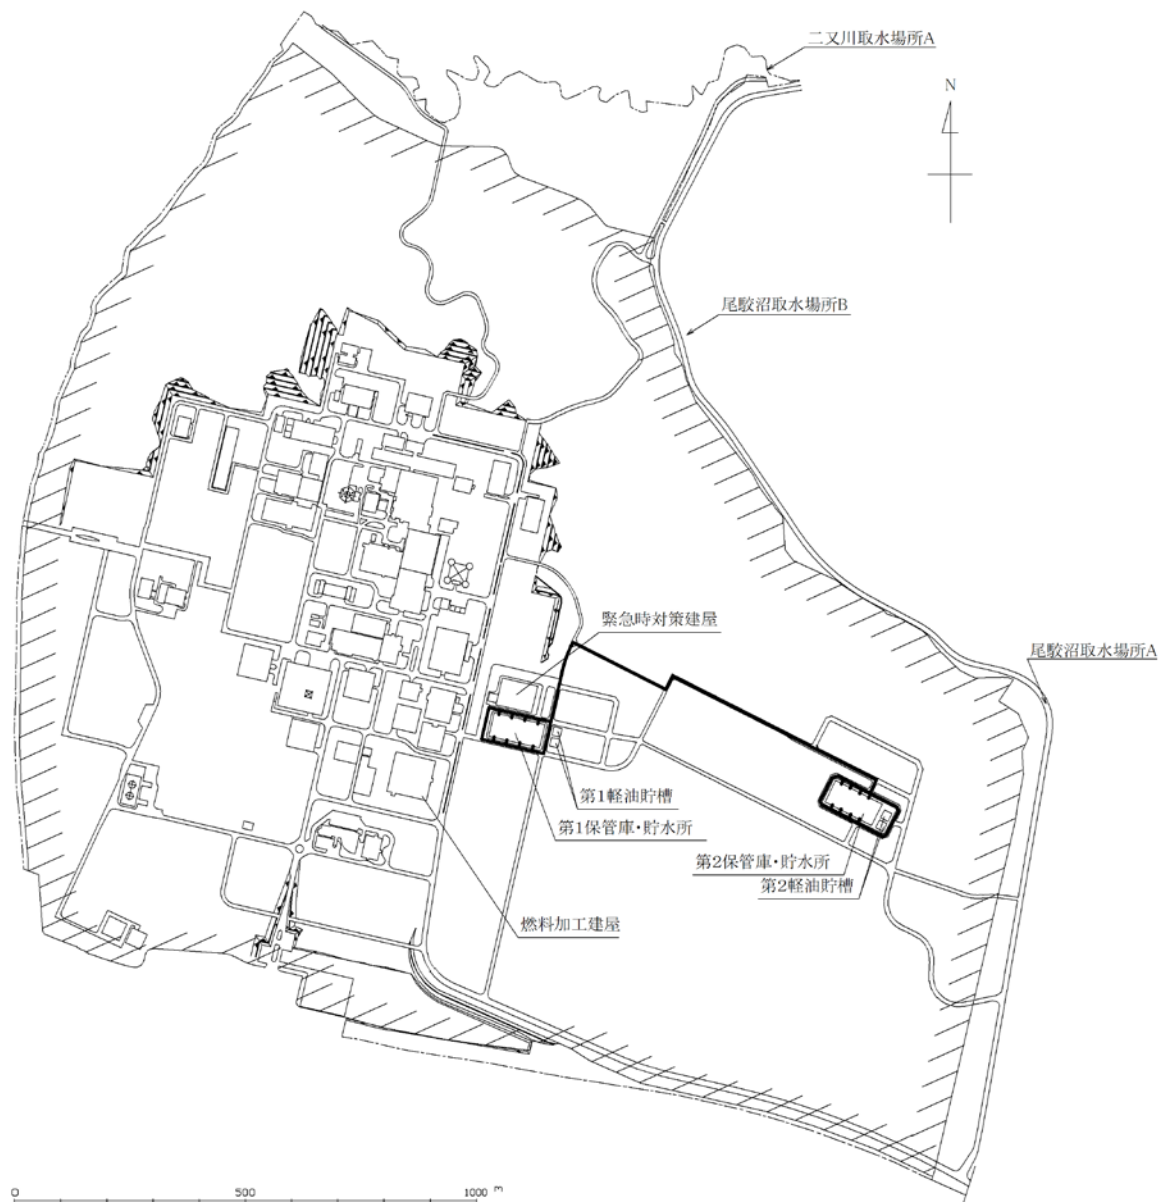 二又川取水場所A
N
尾駮沼取水場所B
緊急時対策建屋
尾駮沼取水場所A
第1軽油貯槽
第1保管庫・貯水所
第2保管庫・貯水所
第2軽油貯槽
燃料加工建屋
0 500 1000 m